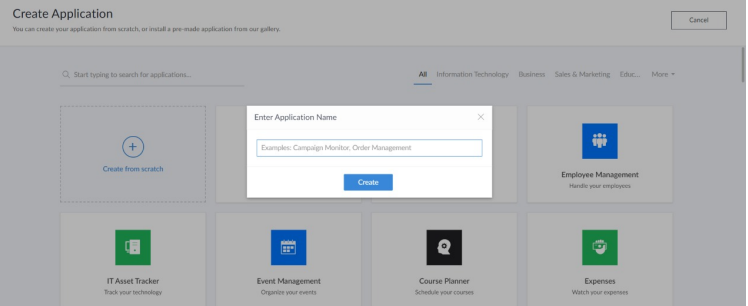 Create Application
You can create your application from scratch, or install a pre-made application from our gallery.
Cancel
Start typing to search for applications...
All Information Technology Business Sales & Marketing Educ... More
Enter Application Name
Examples: Campaign Monitor, Order Management
Create
Create from scratch
Employee Management
Handle your employees
IT Asset Tracker
Track your technology
Event Management
Organize your events
Course Planner
Schedule your courses
Expenses
Watch your expenses